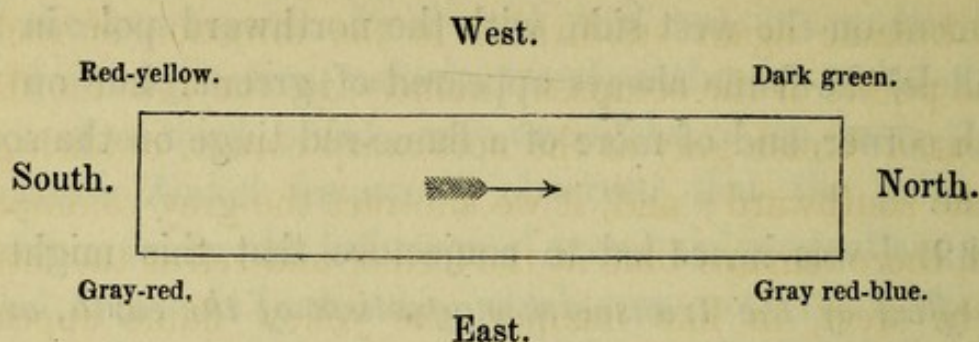 West.
Red-yellow. Dark green.
South. North.
Gray-red. Gray red-blue.
East.